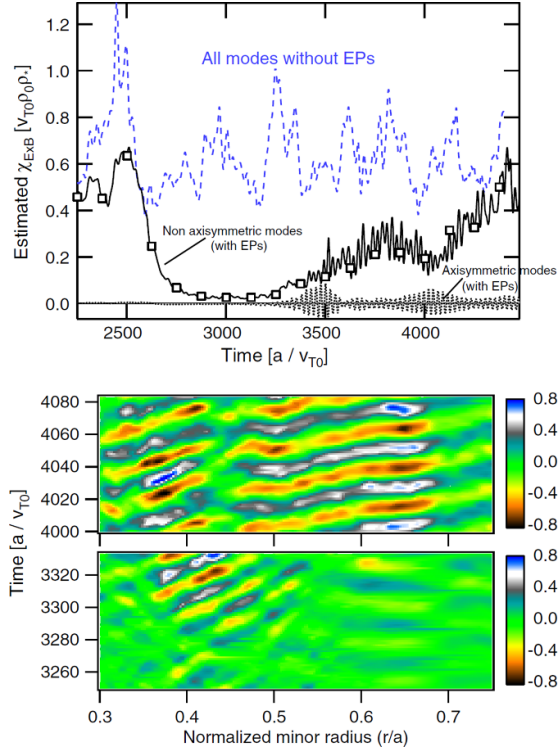 1.2
1.0
0.8
0.6
0.4
0.2
0.0
Estimated χExB [vT0ρ0ρ*]
All modes without EPs
Non axisymmetric modes
(with EPs)
Axisymmetric modes
(with EPs)
2500 3000 3500 4000
Time [a / vT0]
4080
4060
4040
4020
4000
0.8
0.4
0.0
-0.4
-0.8
Time [a / vT0]
3320
3300
3280
3260
0.8
0.4
0.0
-0.4
-0.8
0.3 0.4 0.5 0.6 0.7
Normalized minor radius (r/a)